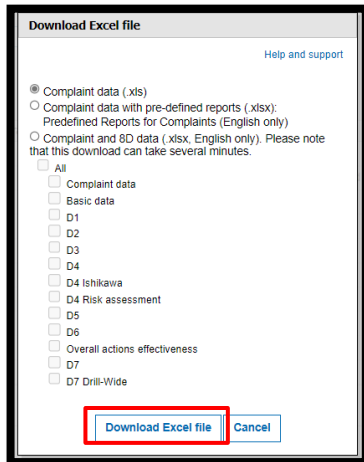 Download Excel file
Help and support
Complaint data (.xls)
Complaint data with pre-defined reports (.xlsx):
Predefined Reports for Complaints (English only)
Complaint and 8D data (.xlsx, English only). Please note
that this download can take several minutes.
All
Complaint data
Basic data
D1
D2
D3
D4
D4 Ishikawa
D4 Risk assessment
D5
D6
Overall actions effectiveness
D7
D7 Drill-Wide
Download Excel file
Cancel